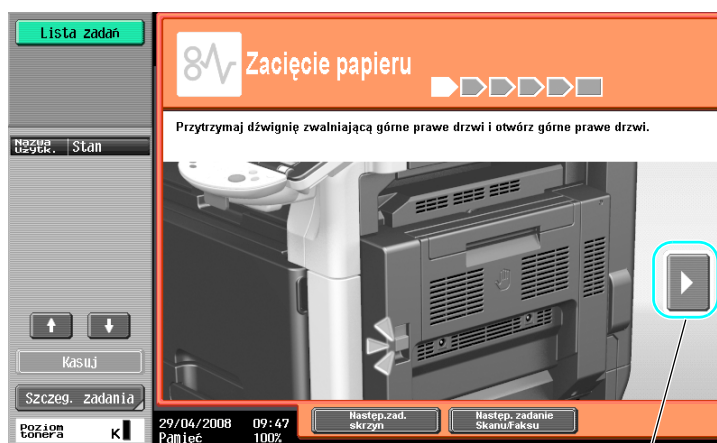 Lista zadań
Zacięcie papieru
Przytrzymaj dźwignię zwalniającą górne prawe drzwi i otwórz górne prawe drzwi.
Nazwa
Użytk.
Stan
Kasuj
Szczeg. zadania
Poziom
tonera
K
29/04/2008 09:47
Pamięć 100%
Następ.zad.
skrzyn
Następ. zadanie
Skanu/Faksu